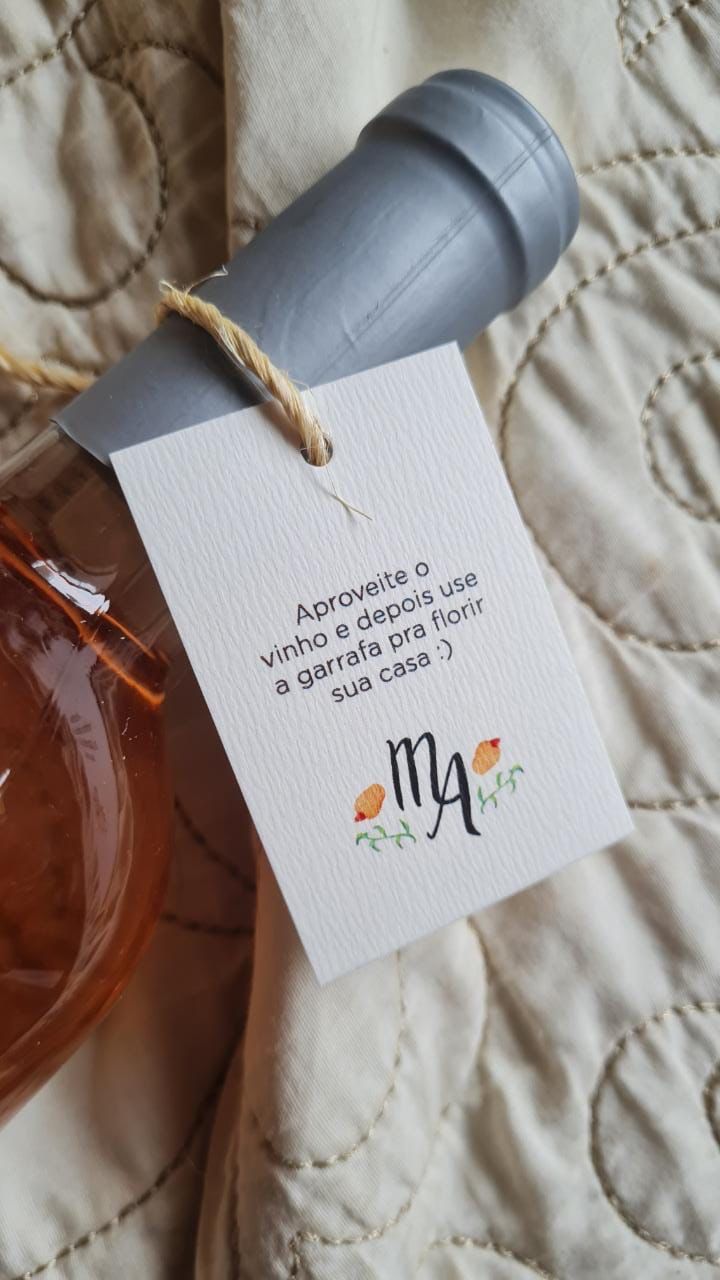 Aproveite o
vinho e depois use
a garrafa pra florir
sua casa :)
MA